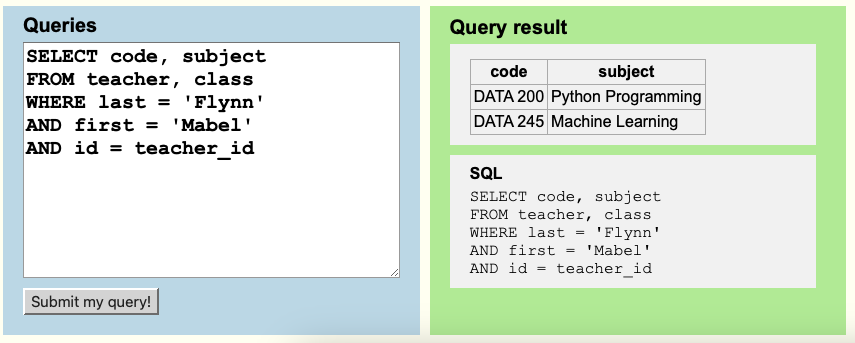 Queries
SELECT code, subject
FROM teacher, class
WHERE last = 'Flynn'
AND first = 'Mabel'
AND id = teacher_id
Submit my query!
Query result
code subject
DATA 200 Python Programming
DATA 245 Machine Learning
SQL
SELECT code, subject
FROM teacher, class
WHERE last = 'Flynn'
AND first = 'Mabel'
AND id = teacher_id